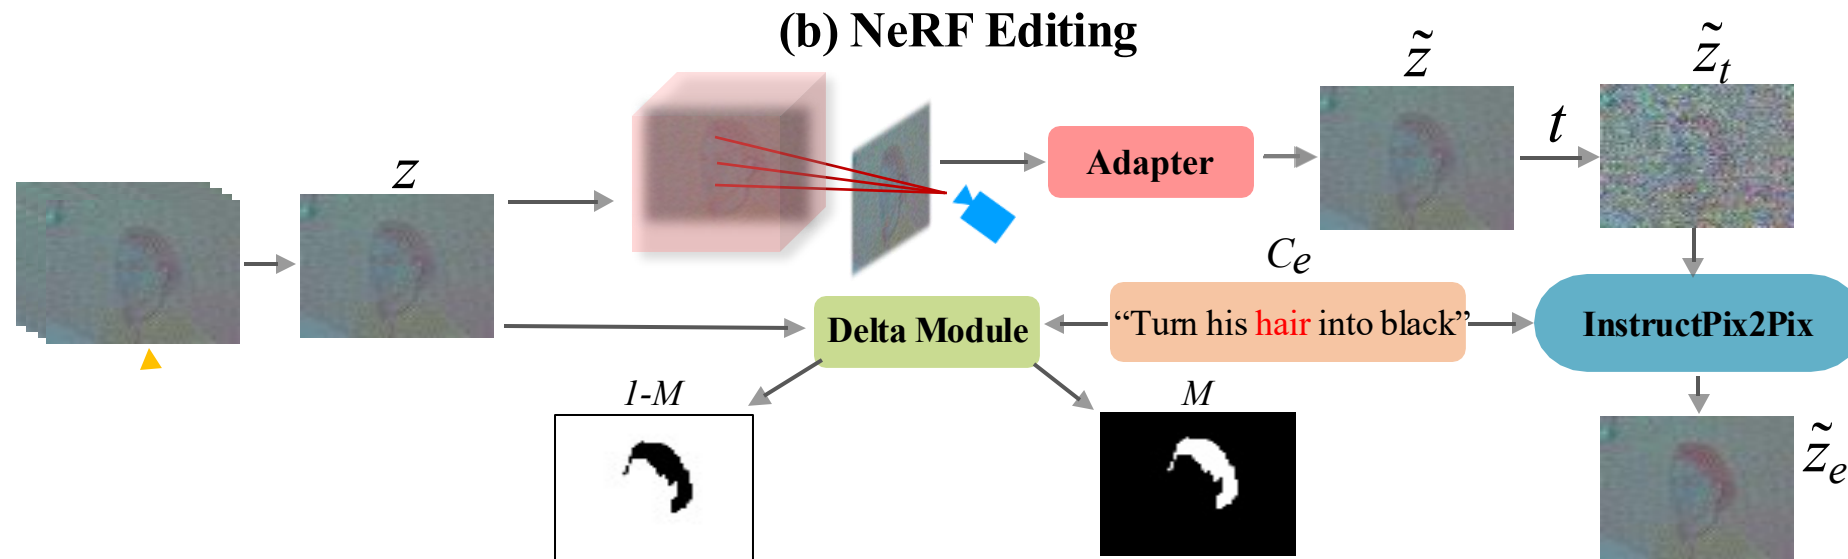 (b) NeRF Editing
z̃
z̃ₜ
t
z
Adapter
Cₑ
Delta Module
“Turn his hair into black”
InstructPix2Pix
1-M
M
z̃ₑ